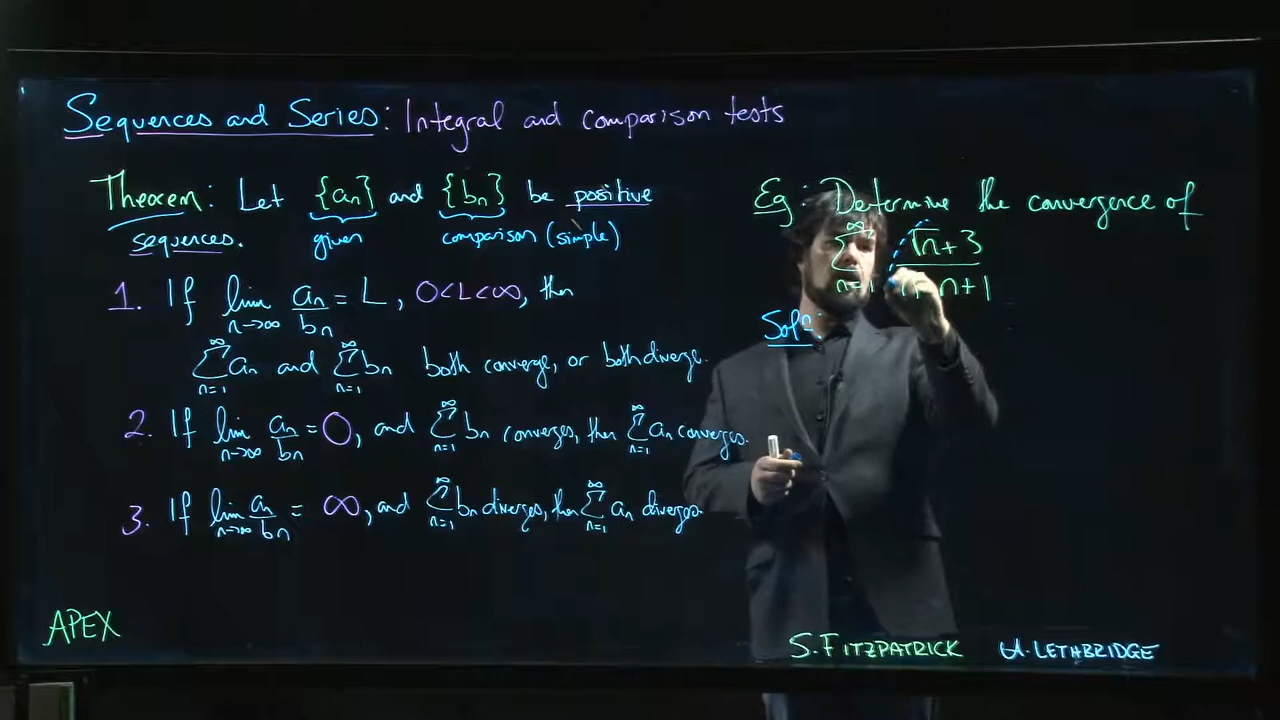 Sequences and Series: Integral and comparison tests
Theorem: Let {aₙ} and {bₙ} be positive
sequences. given comparison (simple)
1. If lim n→∞ aₙ/bₙ = L, 0<L<∞, then
∑ n=1 ∞ aₙ and ∑ n=1 ∞ bₙ both converge, or both diverge.
2. If lim n→∞ aₙ/bₙ = 0, and ∑ n=1 ∞ bₙ converges, then ∑ n=1 ∞ aₙ converges.
3. If lim n→∞ aₙ/bₙ = ∞, and ∑ n=1 ∞ bₙ diverges, then ∑ n=1 ∞ aₙ diverges.
Eg: Determine the convergence of
∑ n=1 ∞ √n+3
n+1
Solⁿ:
APEX
S. FITZPATRICK U. LETHBRIDGE